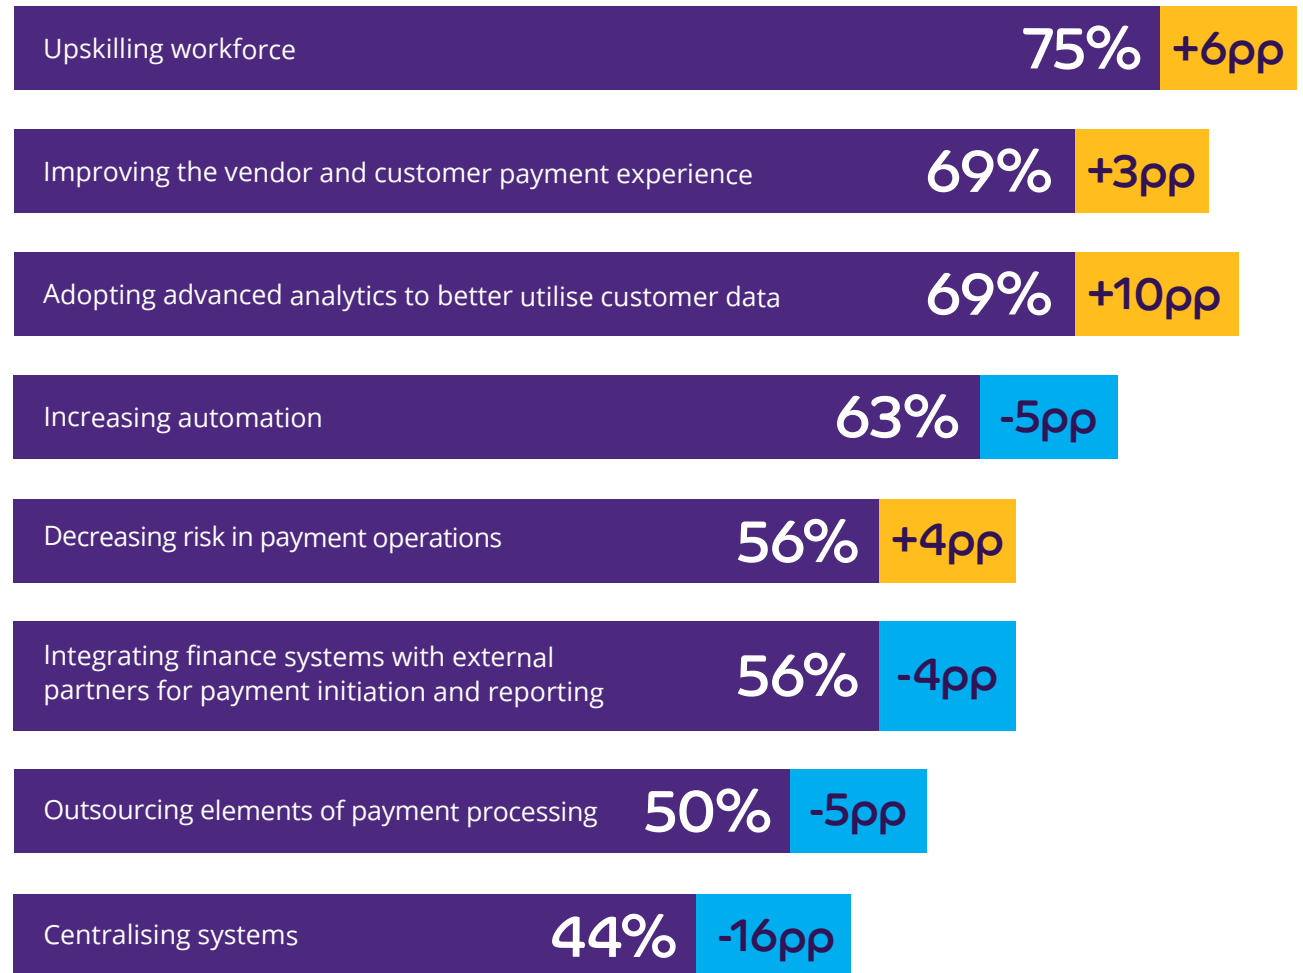 Upskilling workforce 75% +6pp
Improving the vendor and customer payment experience 69% +3pp
Adopting advanced analytics to better utilise customer data 69% +10pp
Increasing automation 63% -5pp
Decreasing risk in payment operations 56% +4pp
Integrating finance systems with external
partners for payment initiation and reporting 56% -4pp
Outsourcing elements of payment processing 50% -5pp
Centralising systems 44% -16pp